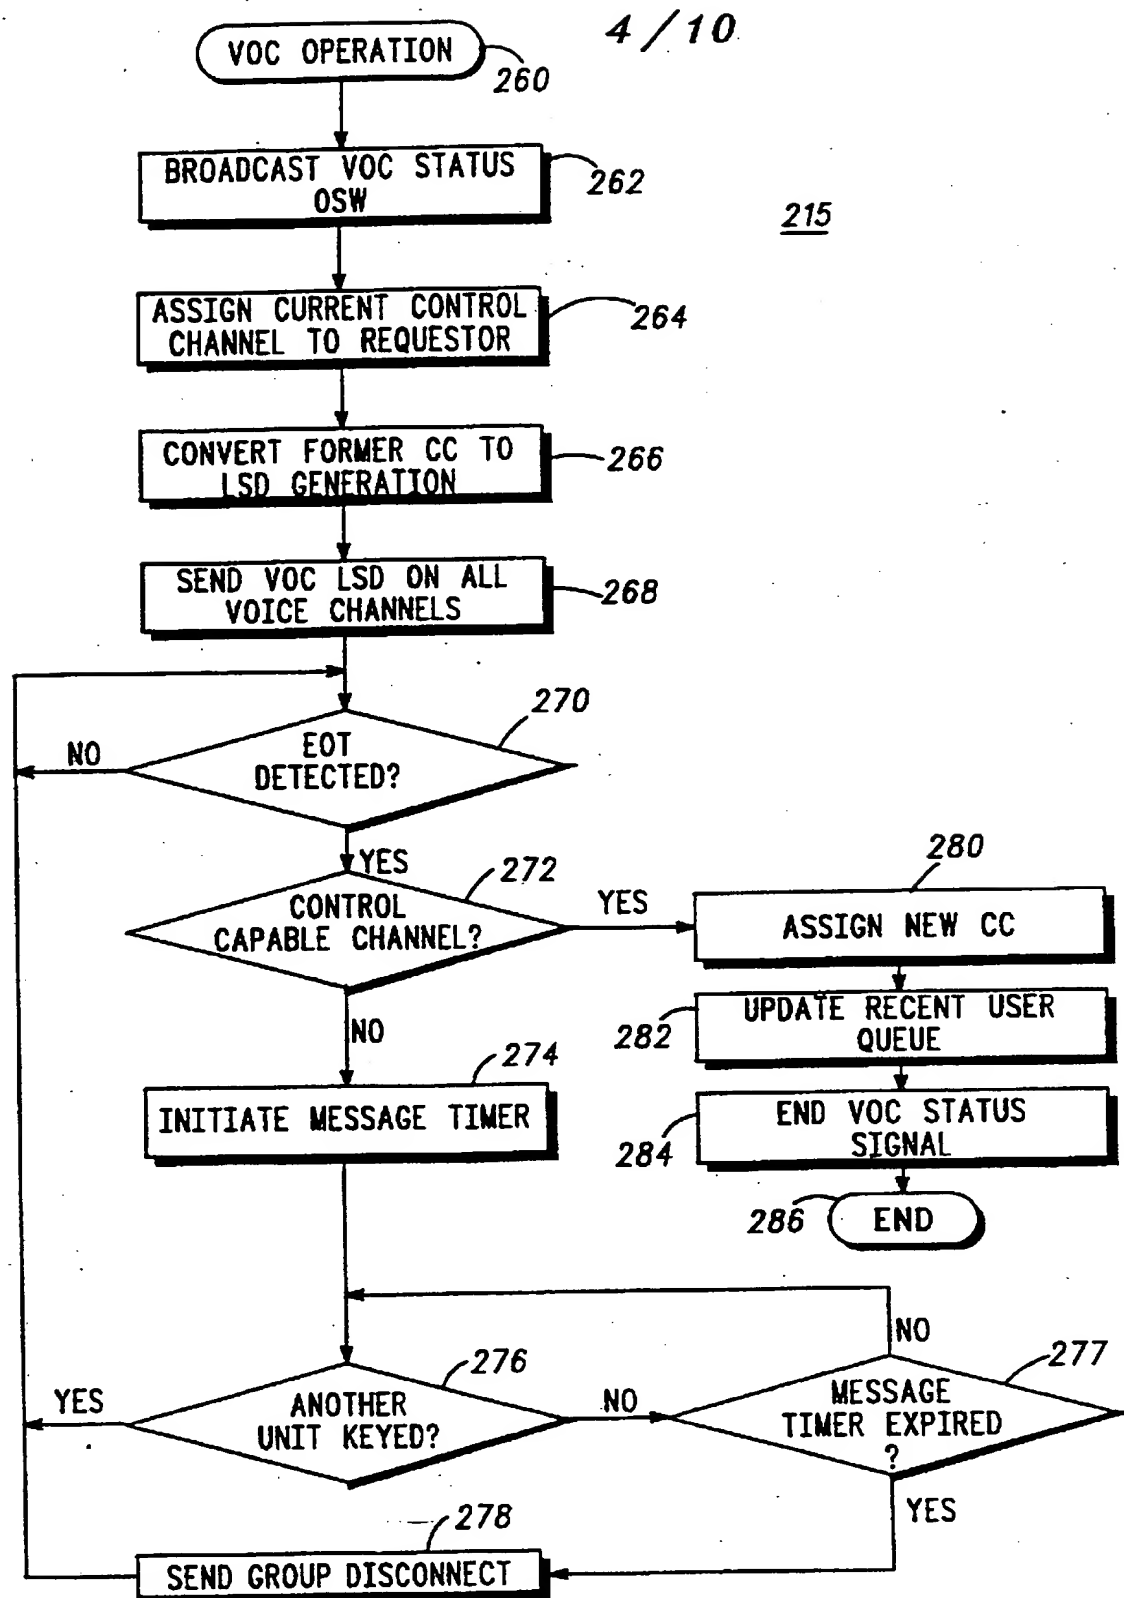 4/10
VOC OPERATION
260
BROADCAST VOC STATUS
OSW
262
215
ASSIGN CURRENT CONTROL
CHANNEL TO REQUESTOR
264
CONVERT FORMER CC TO
LSD GENERATION
266
SEND VOC LSD ON ALL
VOICE CHANNELS
268
270
EOT
DETECTED?
NO
YES
272
CONTROL
CAPABLE CHANNEL?
YES
280
ASSIGN NEW CC
282
UPDATE RECENT USER
QUEUE
NO
274
INITIATE MESSAGE TIMER
284
END VOC STATUS
SIGNAL
286
END
NO
276
ANOTHER
UNIT KEYED?
YES
NO
277
MESSAGE
TIMER EXPIRED
?
YES
278
SEND GROUP DISCONNECT